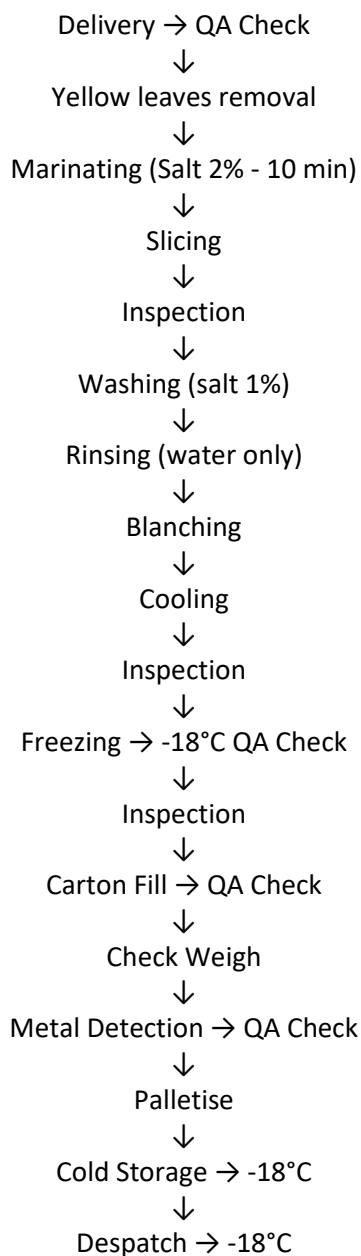 Delivery → QA Check
↓
Yellow leaves removal
↓
Marinating (Salt 2% - 10 min)
↓
Slicing
↓
Inspection
↓
Washing (salt 1%)
↓
Rinsing (water only)
↓
Blanching
↓
Cooling
↓
Inspection
↓
Freezing → -18°C QA Check
↓
Inspection
↓
Carton Fill → QA Check
↓
Check Weigh
↓
Metal Detection → QA Check
↓
Palletise
↓
Cold Storage → -18°C
↓
Despatch → -18°C